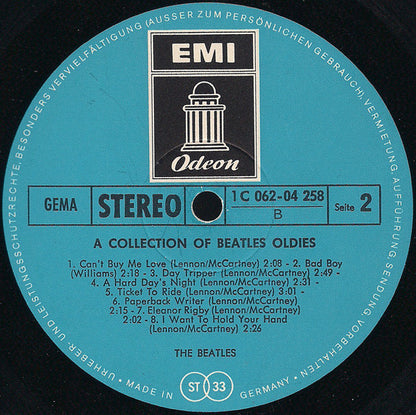 URHEBER- UND LEISTUNGSSCHUTZRECHTE, BESONDERS VERVIELFÄLTIGUNG (AUSSER ZUM PERSÖNLICHEN GEBRAUCH), VERMIETUNG, AUFFÜHRUNG, SENDUNG VORBEHALTEN •
EMI
Odeon
GEMA
STEREO
1 C 062-04 258
B
Seite 2
A COLLECTION OF BEATLES OLDIES
1. Can't Buy Me Love (Lennon/McCartney) 2:08 - 2. Bad Boy
(Williams) 2:18 - 3. Day Tripper (Lennon/McCartney) 2:49 -
4. A Hard Day's Night (Lennon/McCartney) 2:31 -
5. Ticket To Ride (Lennon/McCartney) 3:01 -
6. Paperback Writer (Lennon/McCartney)
2:15 - 7. Eleanor Rigby (Lennon/McCartney)
2:02 - 8. I Want To Hold Your Hand
(Lennon/McCartney) 2:26
THE BEATLES
• MADE IN
ST 33
GERMANY •